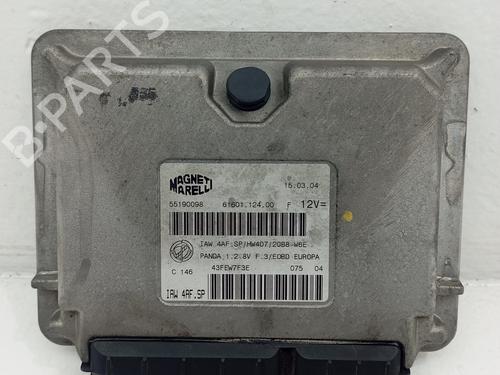 B-PARTS
MAGNETI
MARELLI
15.03.04
55190098 61601.124.00 F 12V=
IAW 4AF.SP/HW407/20B8-W6E
PANDA 1.2.8V F.3/EOBD EUROPA
C 146 43FEW7F3E 075 04
IAW 4AF.SP